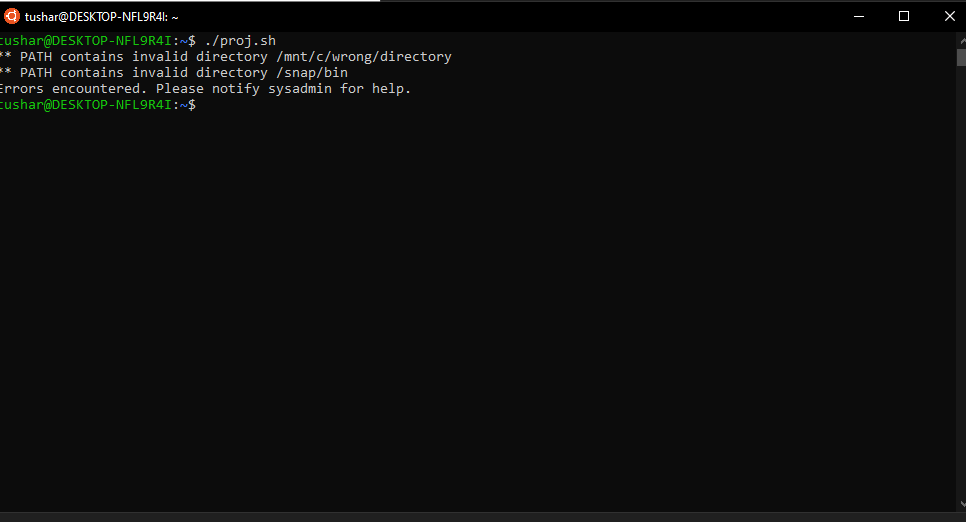 tushar@DESKTOP-NFL9R4I: ~
tushar@DESKTOP-NFL9R4I:~$ ./proj.sh
** PATH contains invalid directory /mnt/c/wrong/directory
** PATH contains invalid directory /snap/bin
Errors encountered. Please notify sysadmin for help.
tushar@DESKTOP-NFL9R4I:~$